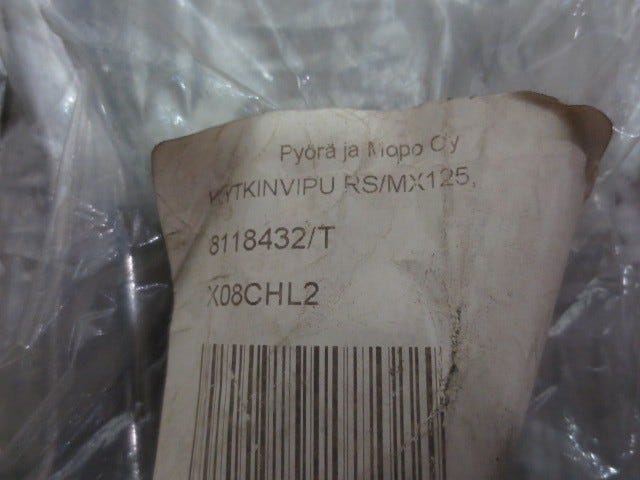 Pyörä ja Mopo Oy
KYTKINVIPU RS/MX125,
8118432/T
X08CHL2